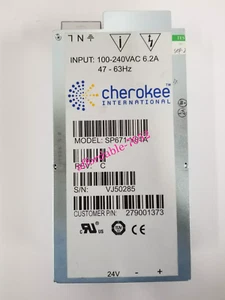 L N
INPUT: 100-240VAC 6.2A
47 - 63Hz
cherokee
INTERNATIONAL
MODEL: SP671-
REV: C
S/N: VJ50285
CUSTOMER P/N: 279001373
24V - +